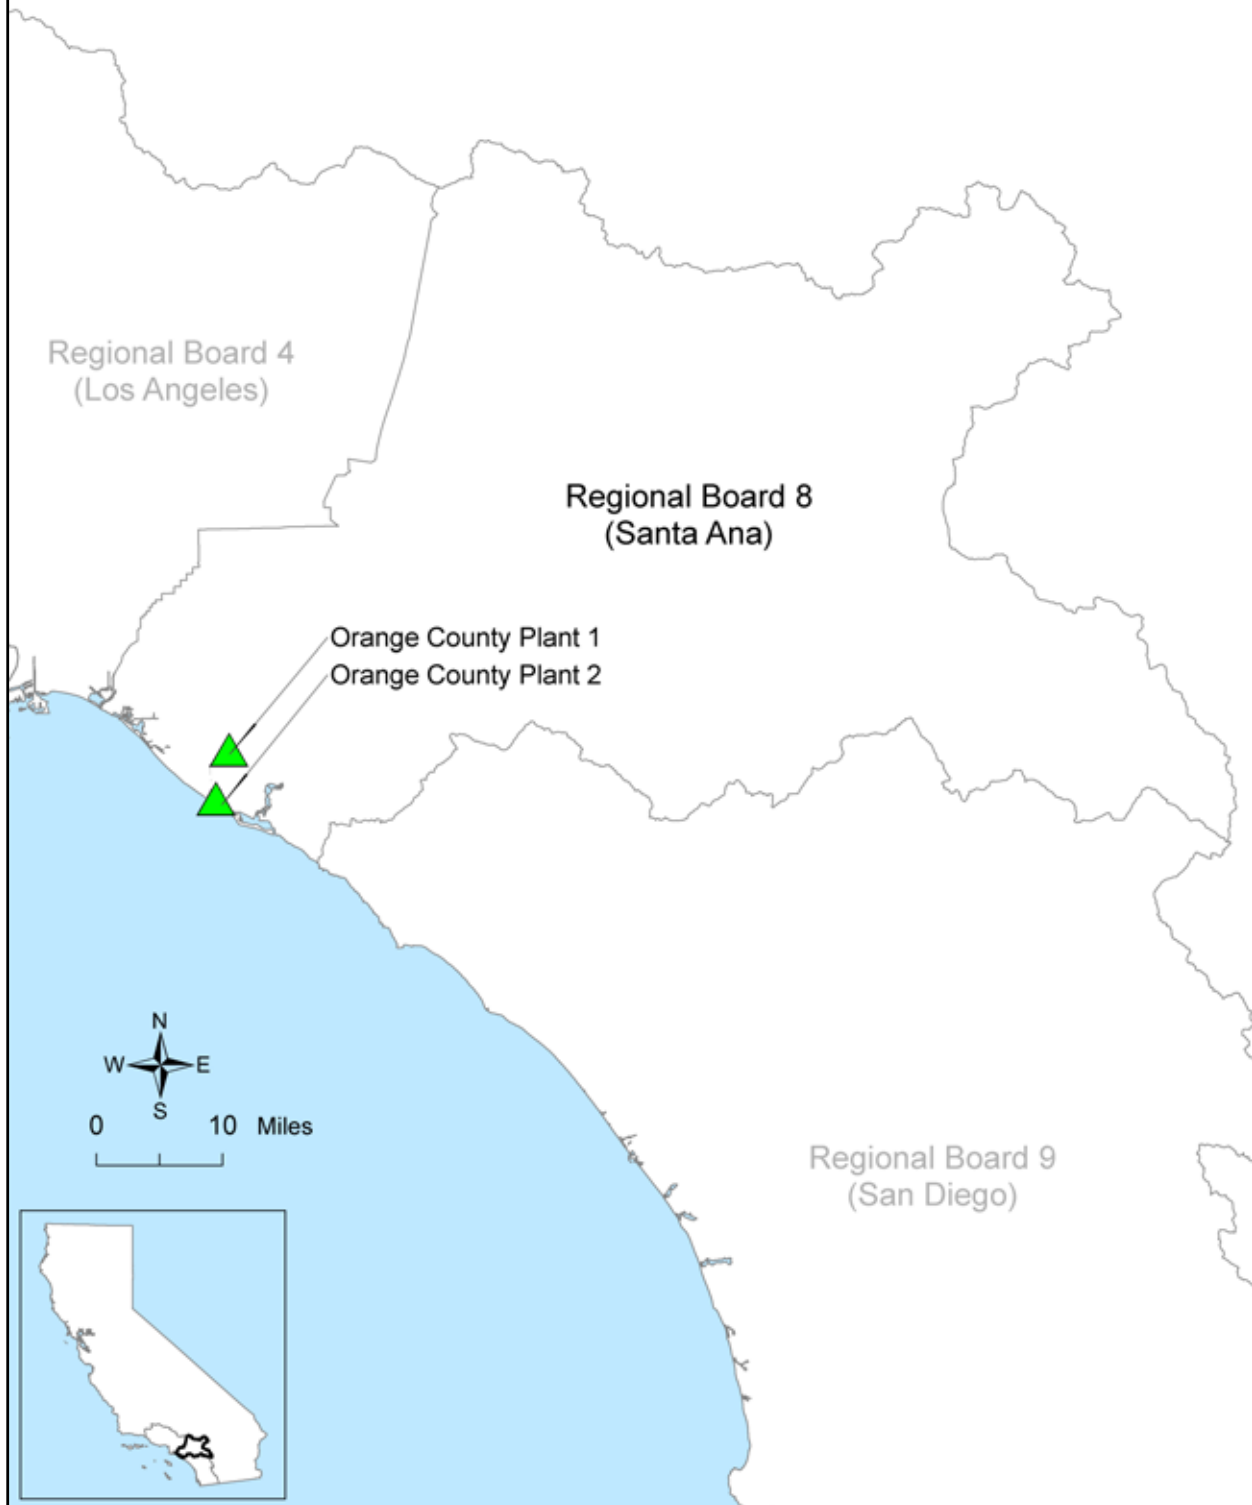 Regional Board 4
(Los Angeles)
Regional Board 8
(Santa Ana)
Orange County Plant 1
Orange County Plant 2
N
W E
S
0 10 Miles
Regional Board 9
(San Diego)